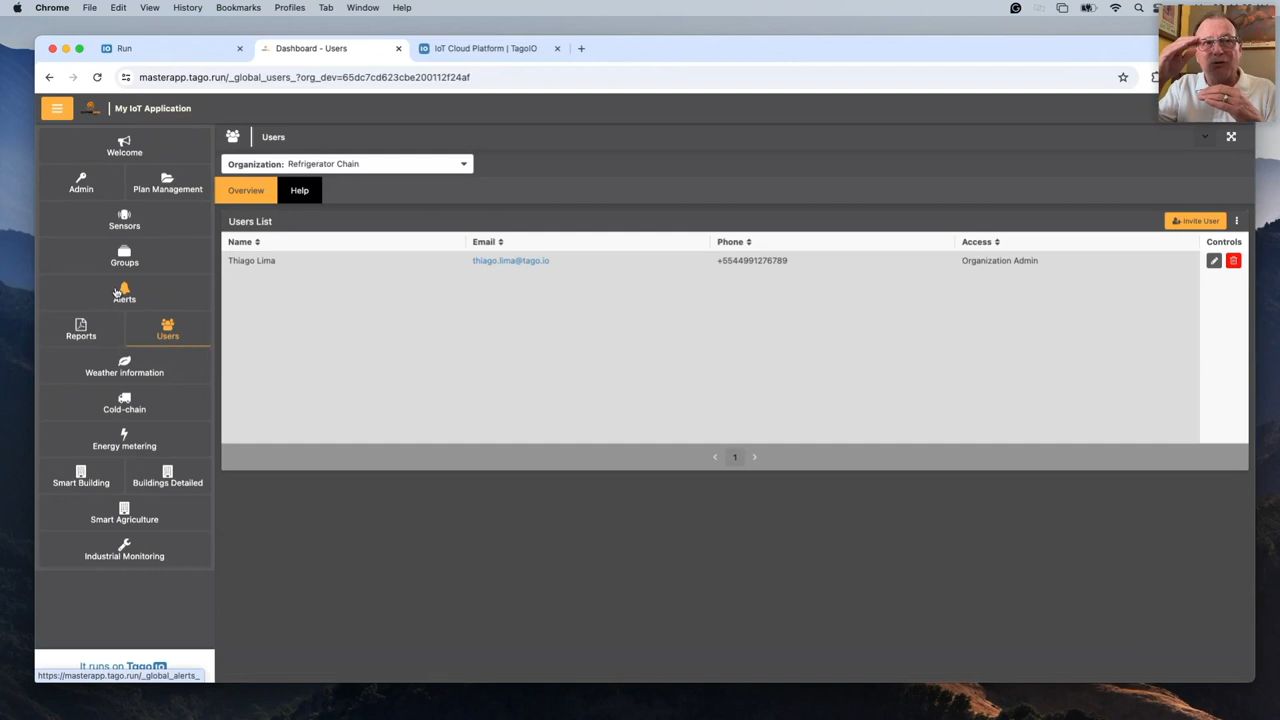 Chrome File Edit View History Bookmarks Profiles Tab Window Help
Run
Dashboard - Users
IoT Cloud Platform | TagoIO
masterapp.tago.run/_global_users_?org_dev=65dc7cd623cbe200112f24af
My IoT Application
Welcome
Admin
Plan Management
Sensors
Groups
Alerts
Reports
Users
Weather information
Cold-chain
Energy metering
Smart Building
Buildings Detailed
Smart Agriculture
Industrial Monitoring
It runs on TagoIO
https://masterapp.tago.run/_global_alerts_
Users
Organization: Refrigerator Chain
Overview
Help
Users List
Invite User
Name Email Phone Access Controls
Thiago Lima thiago.lima@tago.io +5544991276789 Organization Admin
1